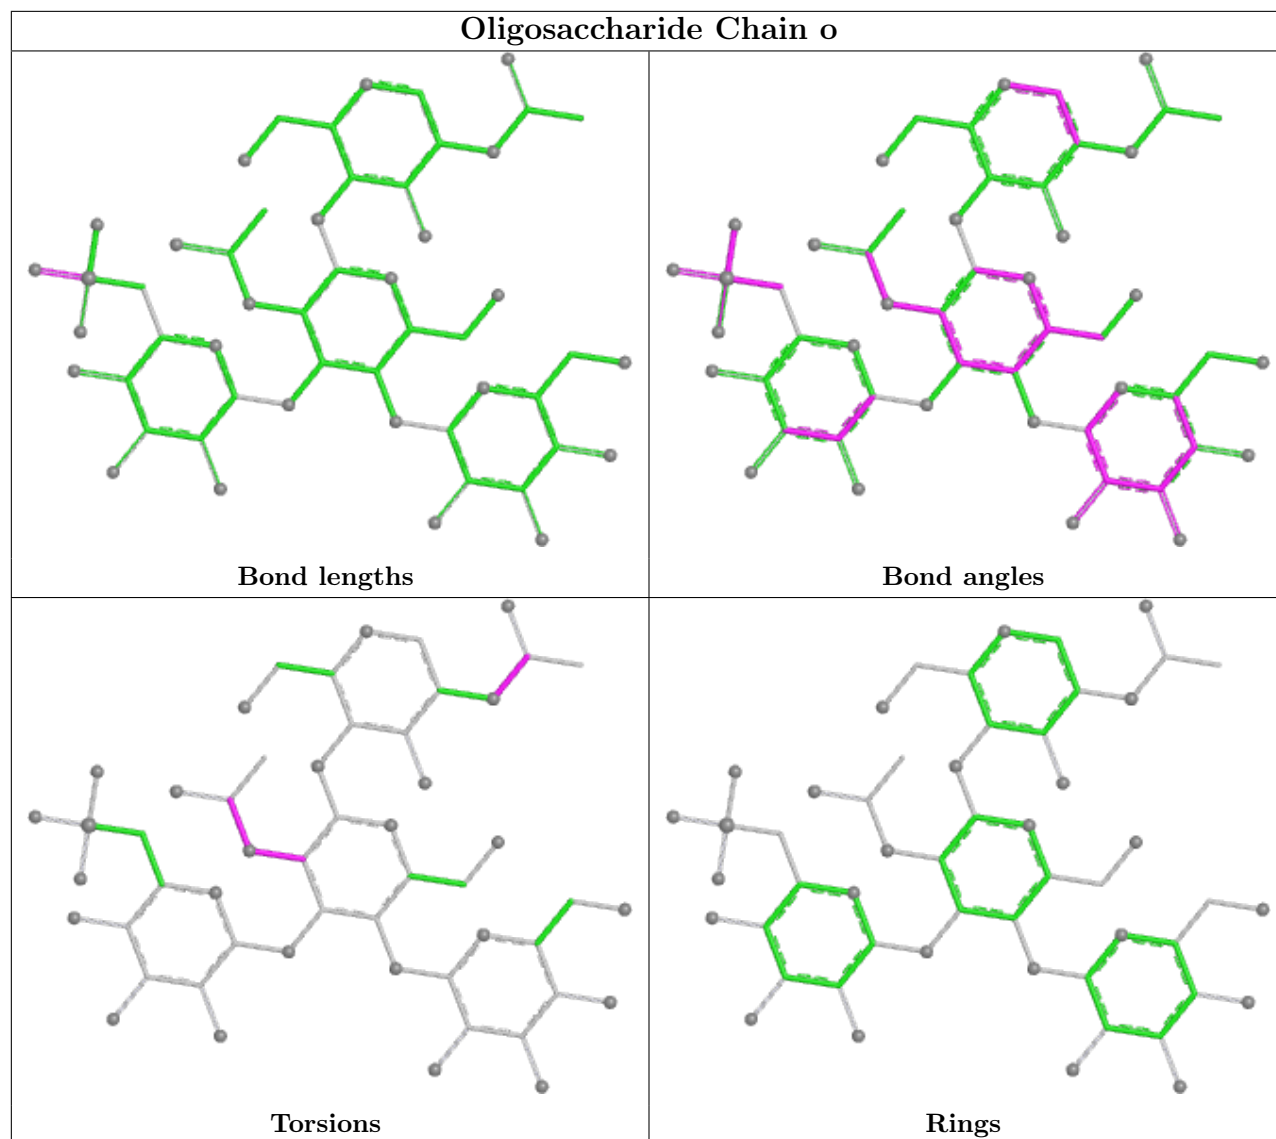 Oligosaccharide Chain o
Bond lengths
Bond angles
Torsions
Rings